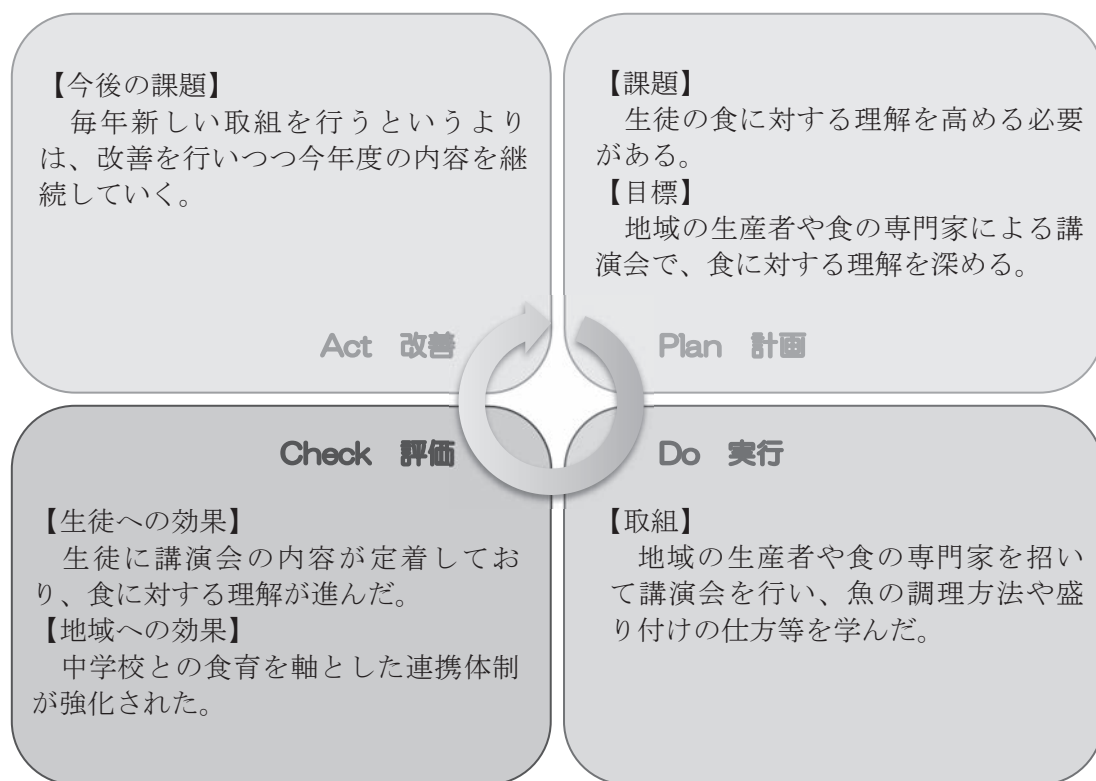 【今後の課題】
毎年新しい取組を行うというより
は、改善を行いつつ今年度の内容を継
続していく。
Act 改善
【課題】
生徒の食に対する理解を高める必要
がある。
【目標】
地域の生産者や食の専門家による講
演会で、食に対する理解を深める。
Plan 計画
Check 評価
【生徒への効果】
生徒に講演会の内容が定着してお
り、食に対する理解が進んだ。
【地域への効果】
中学校との食育を軸とした連携体制
が強化された。
Do 実行
【取組】
地域の生産者や食の専門家を招い
て講演会を行い、魚の調理方法や盛
り付けの仕方等を学んだ。